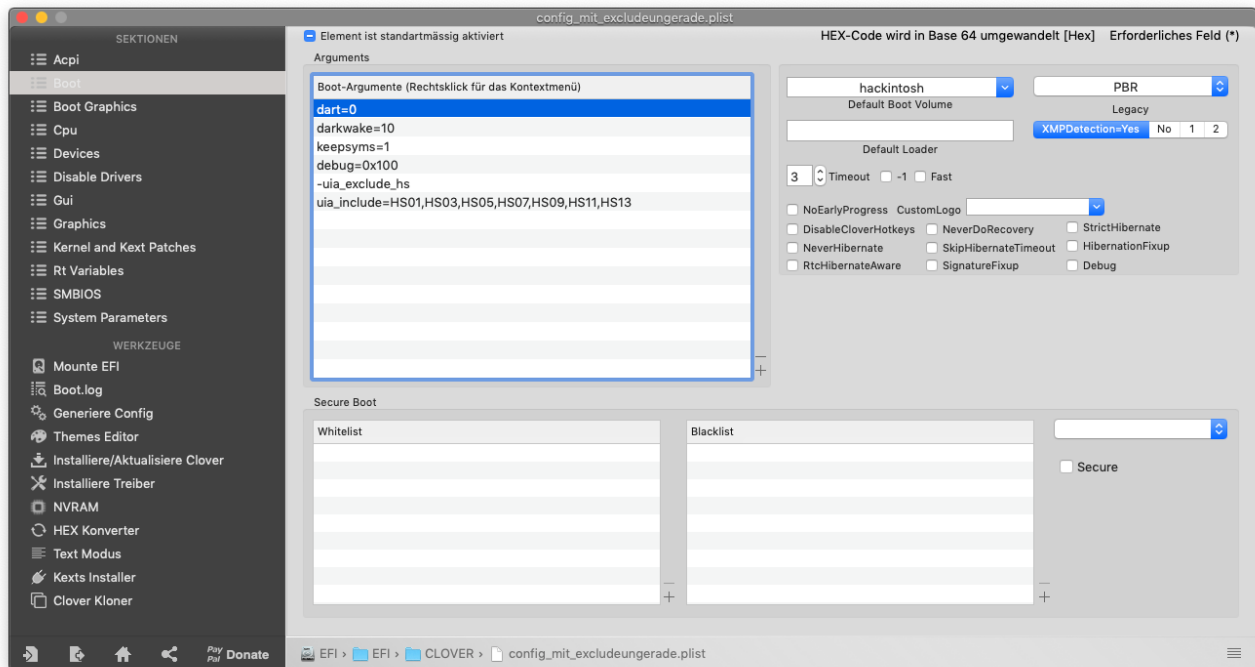 config_mit_excludeungerade.plist
SEKTIONEN
Acpi
Boot
Boot Graphics
Cpu
Devices
Disable Drivers
Gui
Graphics
Kernel and Kext Patches
Rt Variables
SMBIOS
System Parameters
WERKZEUGE
Mounte EFI
Boot.log
Generiere Config
Themes Editor
Installiere/Aktualisiere Clover
Installiere Treiber
NVRAM
HEX Konverter
Text Modus
Kexts Installer
Clover Kloner
Pay
Pal Donate
Element ist standartmässig aktiviert
HEX-Code wird in Base 64 umgewandelt [Hex] Erforderliches Feld (*)
Arguments
Boot-Argumente (Rechtsklick für das Kontextmenü)
dart=0
darkwake=10
keepsyms=1
debug=0x100
-uia_exclude_hs
uia_include=HS01,HS03,HS05,HS07,HS09,HS11,HS13
hackintosh
Default Boot Volume
Default Loader
PBR
Legacy
XMPDetection=Yes No 1 2
3 Timeout -1 Fast
NoEarlyProgress CustomLogo
DisableCloverHotkeys NeverDoRecovery StrictHibernate
NeverHibernate SkipHibernateTimeout HibernationFixup
RtcHibernateAware SignatureFixup Debug
Secure Boot
Whitelist
Blacklist
Secure
EFI › EFI › CLOVER › config_mit_excludeungerade.plist